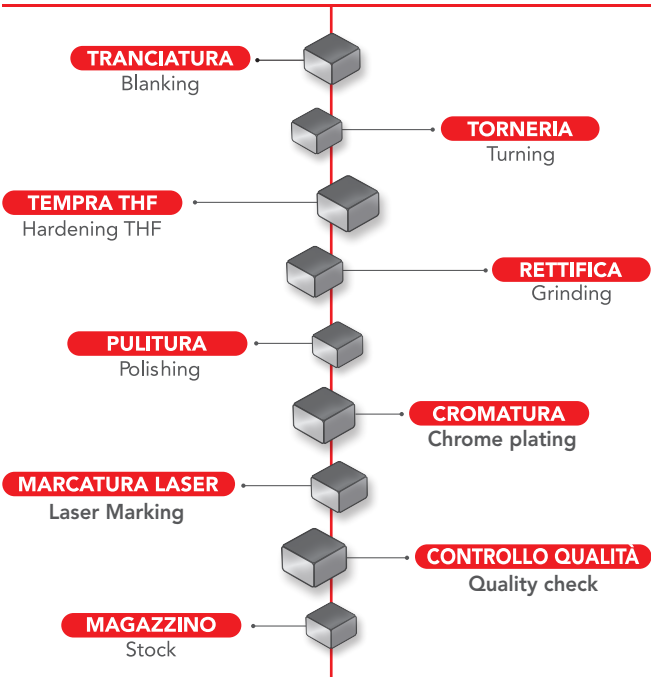 TRANCIATURA
Blanking
TORNERIA
Turning
TEMPRA THF
Hardening THF
RETTIFICA
Grinding
PULITURA
Polishing
CROMATURA
Chrome plating
MARCATURA LASER
Laser Marking
CONTROLLO QUALITÀ
Quality check
MAGAZZINO
Stock